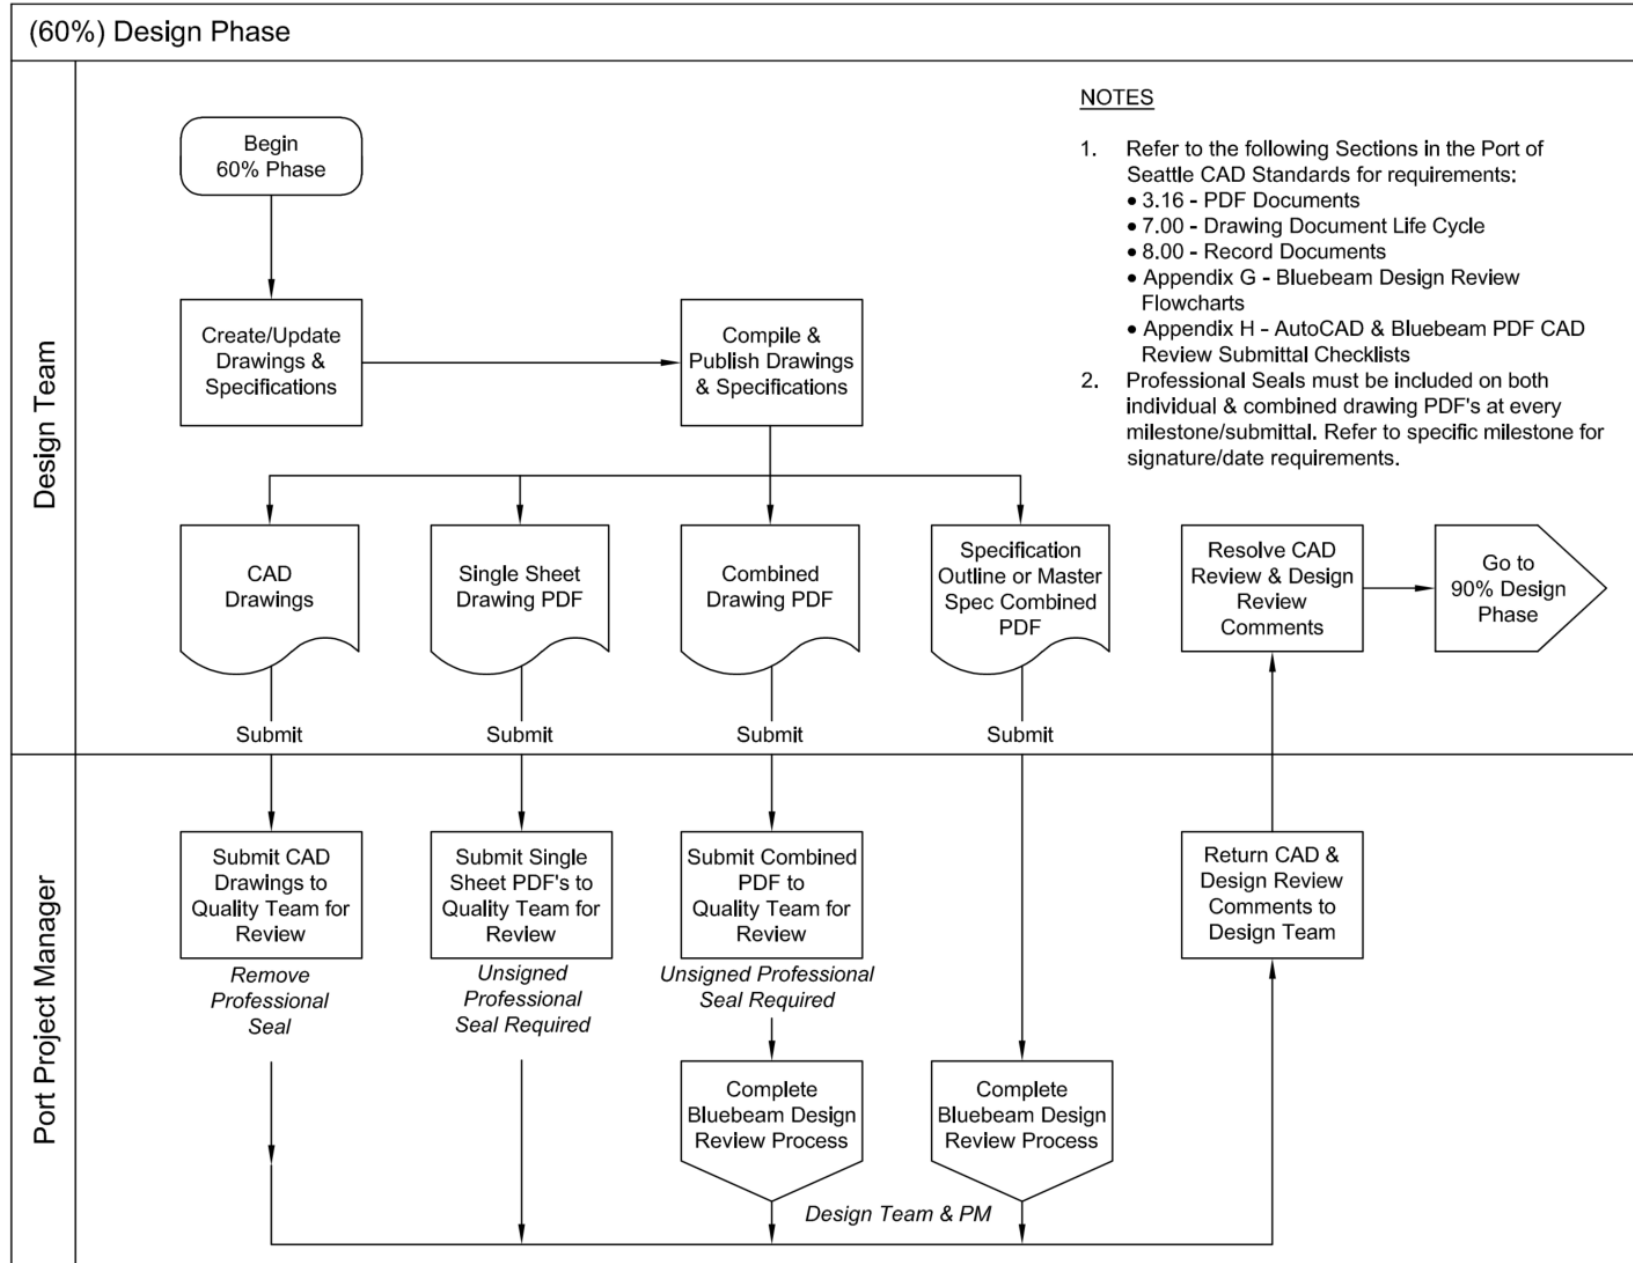 (60%) Design Phase
Design Team
Begin
60% Phase
Create/Update
Drawings &
Specifications
Compile &
Publish Drawings
& Specifications
NOTES
1. Refer to the following Sections in the Port of
Seattle CAD Standards for requirements:
• 3.16 - PDF Documents
• 7.00 - Drawing Document Life Cycle
• 8.00 - Record Documents
• Appendix G - Bluebeam Design Review
Flowcharts
• Appendix H - AutoCAD & Bluebeam PDF CAD
Review Submittal Checklists
2. Professional Seals must be included on both
individual & combined drawing PDF's at every
milestone/submittal. Refer to specific milestone for
signature/date requirements.
CAD
Drawings
Single Sheet
Drawing PDF
Combined
Drawing PDF
Specification
Outline or Master
Spec Combined
PDF
Resolve CAD
Review & Design
Review
Comments
Go to
90% Design
Phase
Submit
Submit
Submit
Submit
Port Project Manager
Submit CAD
Drawings to
Quality Team for
Review
Remove
Professional
Seal
Submit Single
Sheet PDF's to
Quality Team for
Review
Unsigned
Professional
Seal Required
Submit Combined
PDF to
Quality Team for
Review
Unsigned Professional
Seal Required
Return CAD &
Design Review
Comments to
Design Team
Complete
Bluebeam Design
Review Process
Complete
Bluebeam Design
Review Process
Design Team & PM